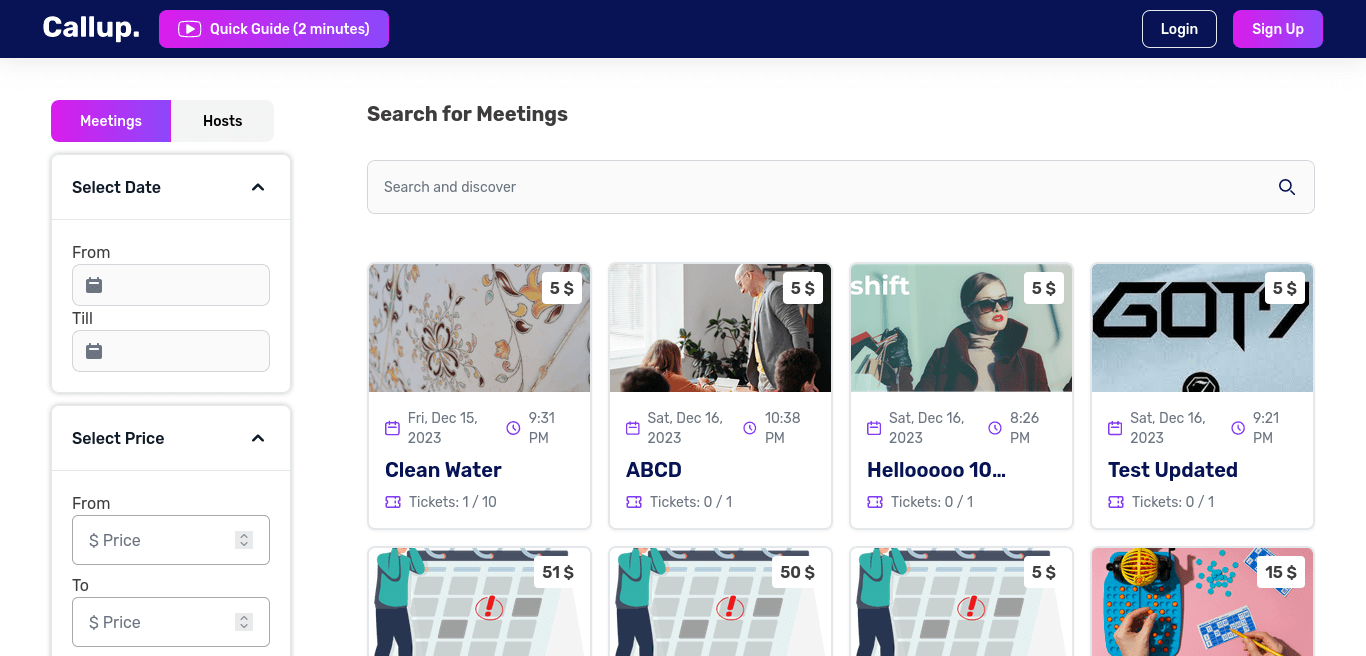 Callup.
Quick Guide (2 minutes)
Login
Sign Up
Meetings
Hosts
Search for Meetings
Select Date
Search and discover
From
Till
5 $
5 $
shift
5 $
GOT7
5 $
Fri, Dec 15,
2023
9:31
PM
Clean Water
Tickets: 1 / 10
Sat, Dec 16,
2023
10:38
PM
ABCD
Tickets: 0 / 1
Sat, Dec 16,
2023
8:26
PM
Hellooooo 10...
Tickets: 0 / 1
Sat, Dec 16,
2023
9:21
PM
Test Updated
Tickets: 0 / 1
Select Price
From
$ Price
To
$ Price
51 $
50 $
5 $
15 $